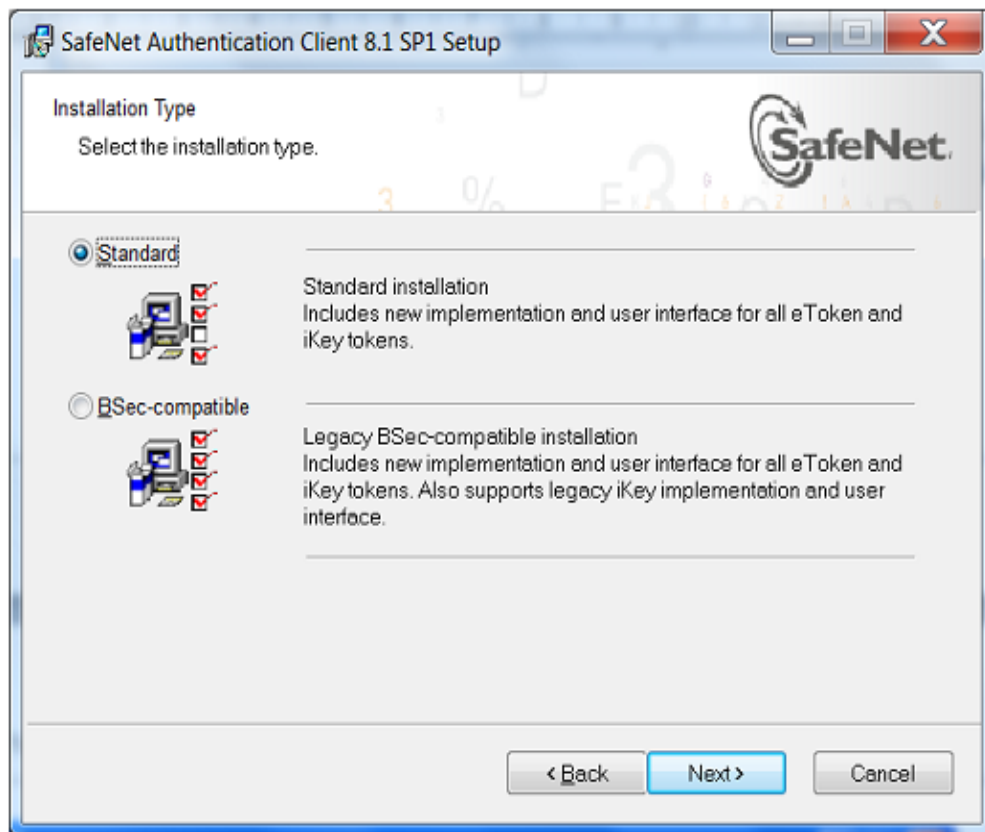 SafeNet Authentication Client 8.1 SP1 Setup
Installation Type
Select the installation type.
SafeNet.
Standard
Standard installation
Includes new implementation and user interface for all eToken and
iKey tokens.
BSec-compatible
Legacy BSec-compatible installation
Includes new implementation and user interface for all eToken and
iKey tokens. Also supports legacy iKey implementation and user
interface.
< Back
Next >
Cancel